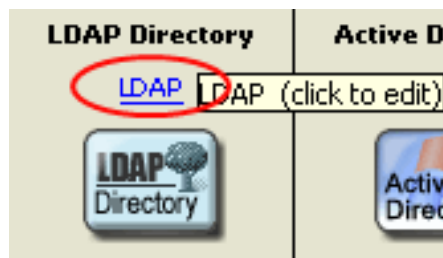 LDAP Directory
Active D
LDAP
LDAP (click to edit)
LDAP
Directory
Activ
Direc